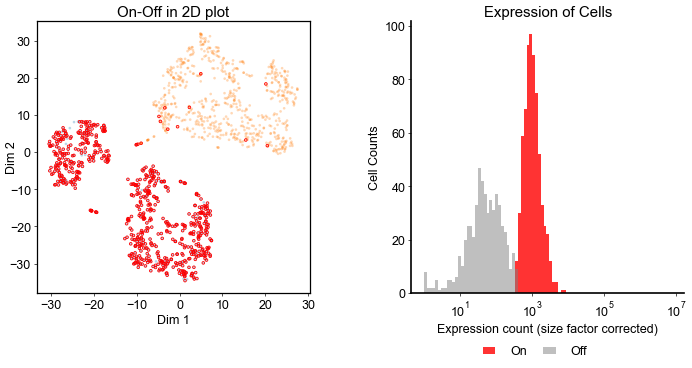 On-Off in 2D plot
Dim 2
30
20
10
0
−10
−20
−30
−30 −20 −10 0 10 20 30
Dim 1
Expression of Cells
Cell Counts
100
80
60
40
20
0
10^1 10^3 10^5 10^7
Expression count (size factor corrected)
On Off